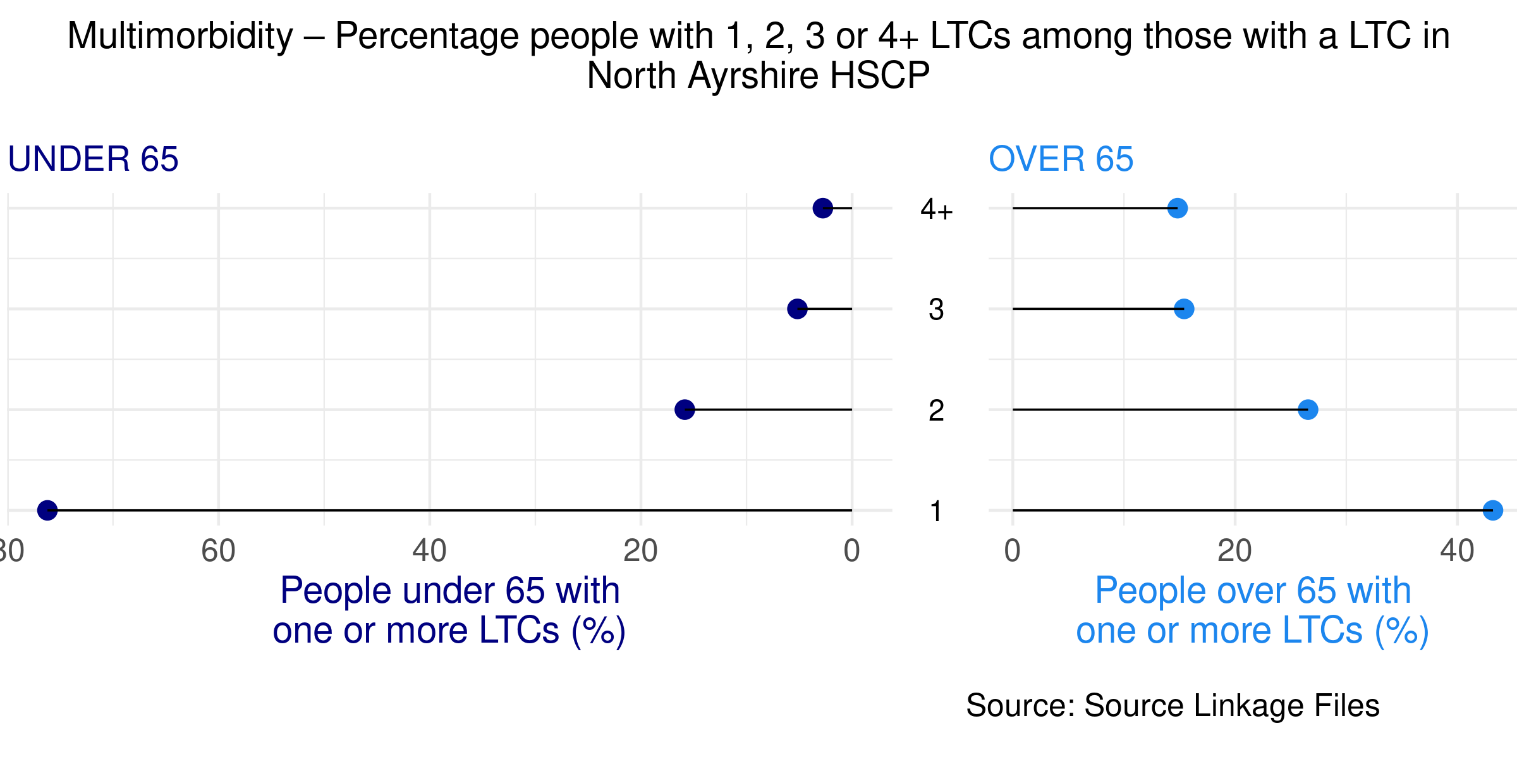 Multimorbidity – Percentage people with 1, 2, 3 or 4+ LTCs among those with a LTC in
North Ayrshire HSCP
UNDER 65
OVER 65
4+
3
2
1
80 60 40 20 0
0 20 40
People under 65 with
one or more LTCs (%)
People over 65 with
one or more LTCs (%)
Source: Source Linkage Files